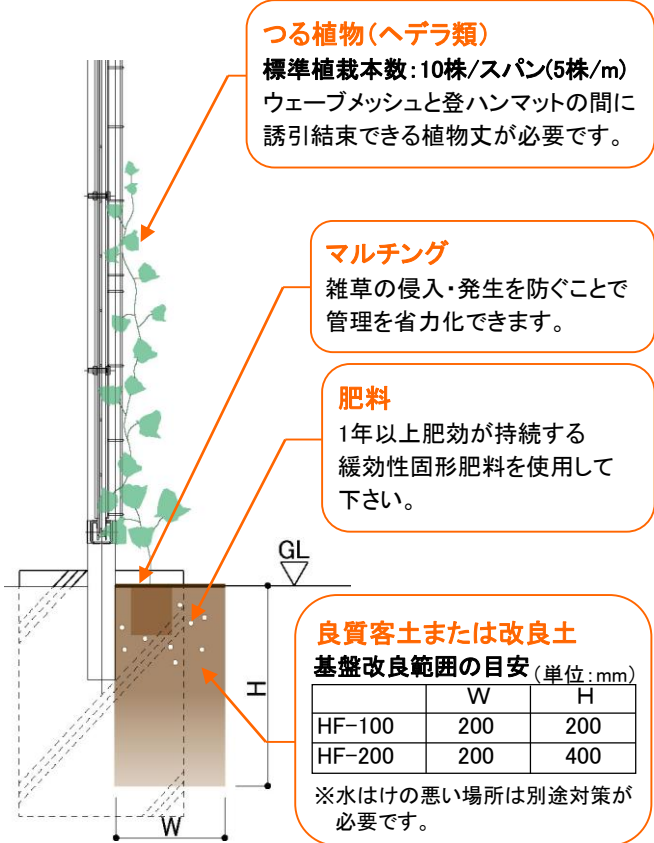 つる植物(ヘデラ類)
標準植栽本数:10株/スパン(5株/m)
ウェーブメッシュと登ハンマットの間に
誘引結束できる植物丈が必要です。
マルチング
雑草の侵入・発生を防ぐことで
管理を省力化できます。
肥料
1年以上肥効が持続する
緩効性固形肥料を使用して
下さい。
GL
H
W
良質客土または改良土
基盤改良範囲の目安(単位:mm)
W H
HF-100 200 200
HF-200 200 400
※水はけの悪い場所は別途対策が
必要です。